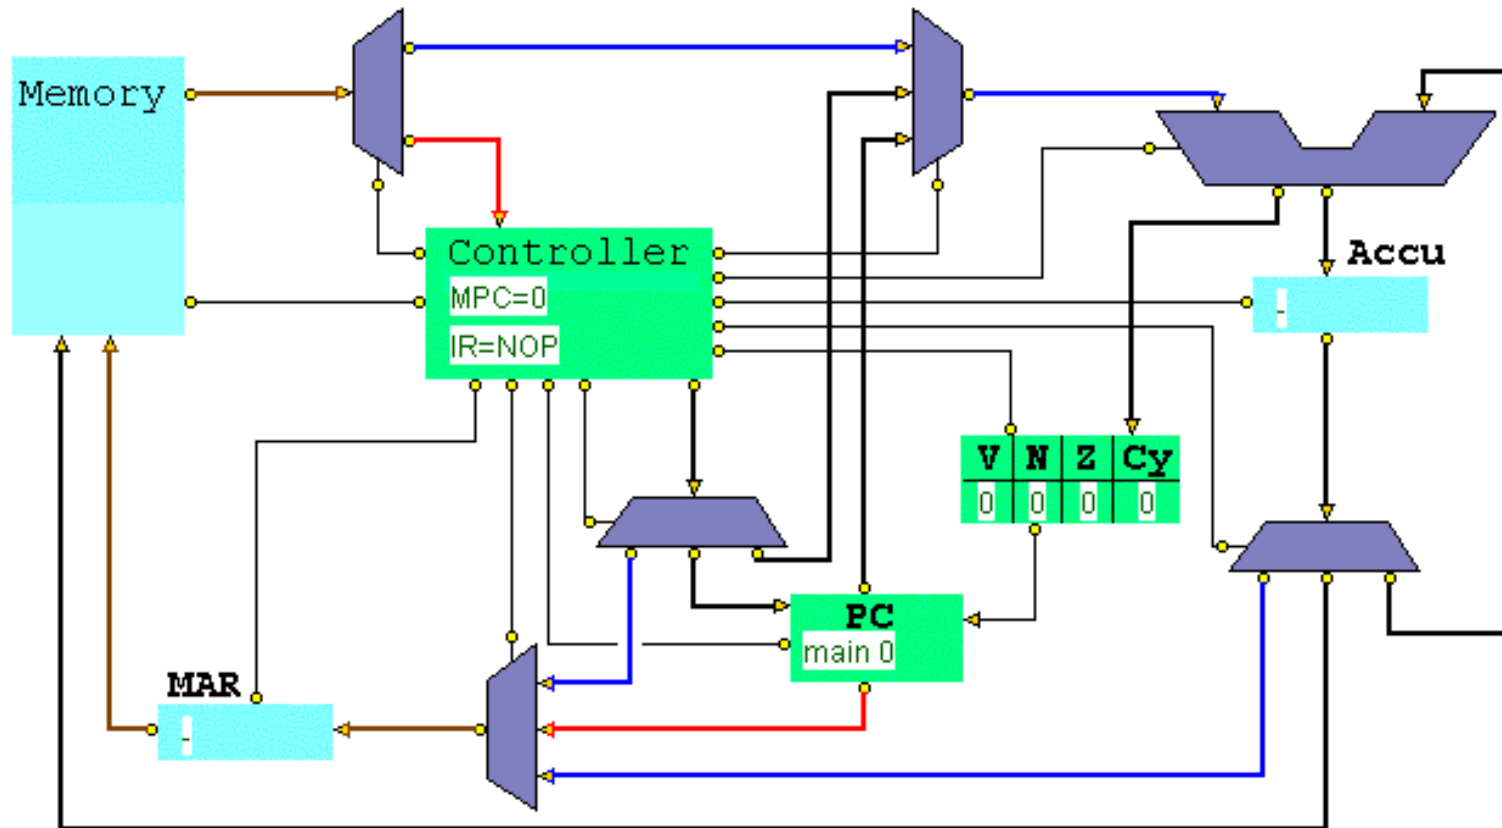 Memory
Controller
MPC=0
IR=NOP
Accu
-
V N Z Cy
0 0 0 0
PC
main 0
MAR
-